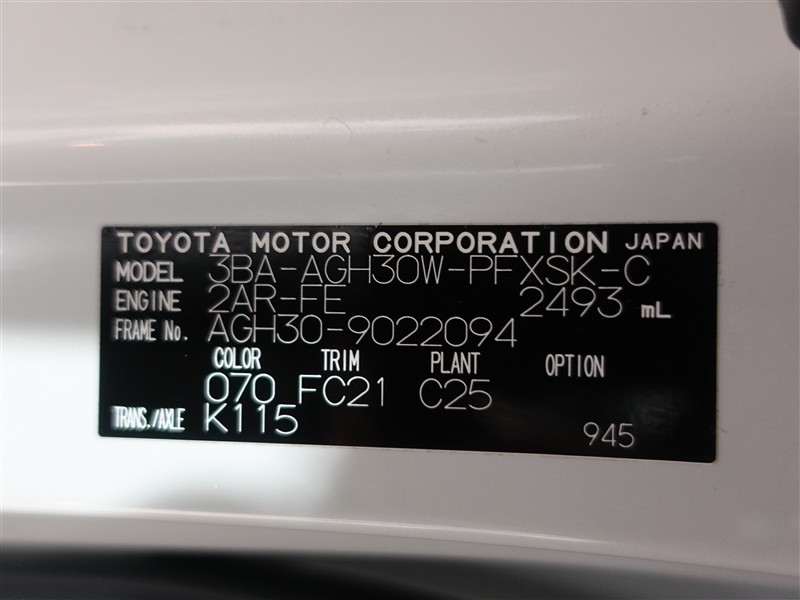 TOYOTA MOTOR CORPORATION JAPAN
MODEL 3BA-AGH30W-PFXSK-C
ENGINE 2AR-FE 2493 mL
FRAME No. AGH30-9022094
COLOR TRIM PLANT OPTION
070 FC21 C25
TRANS./AXLE K115
945